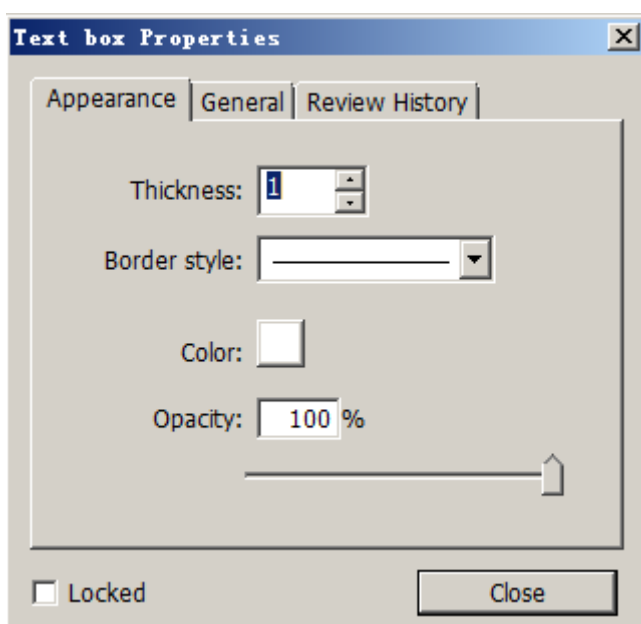 Text box Properties
Appearance General Review History
Thickness: 1
Border style:
Color:
Opacity: 100 %
Locked Close